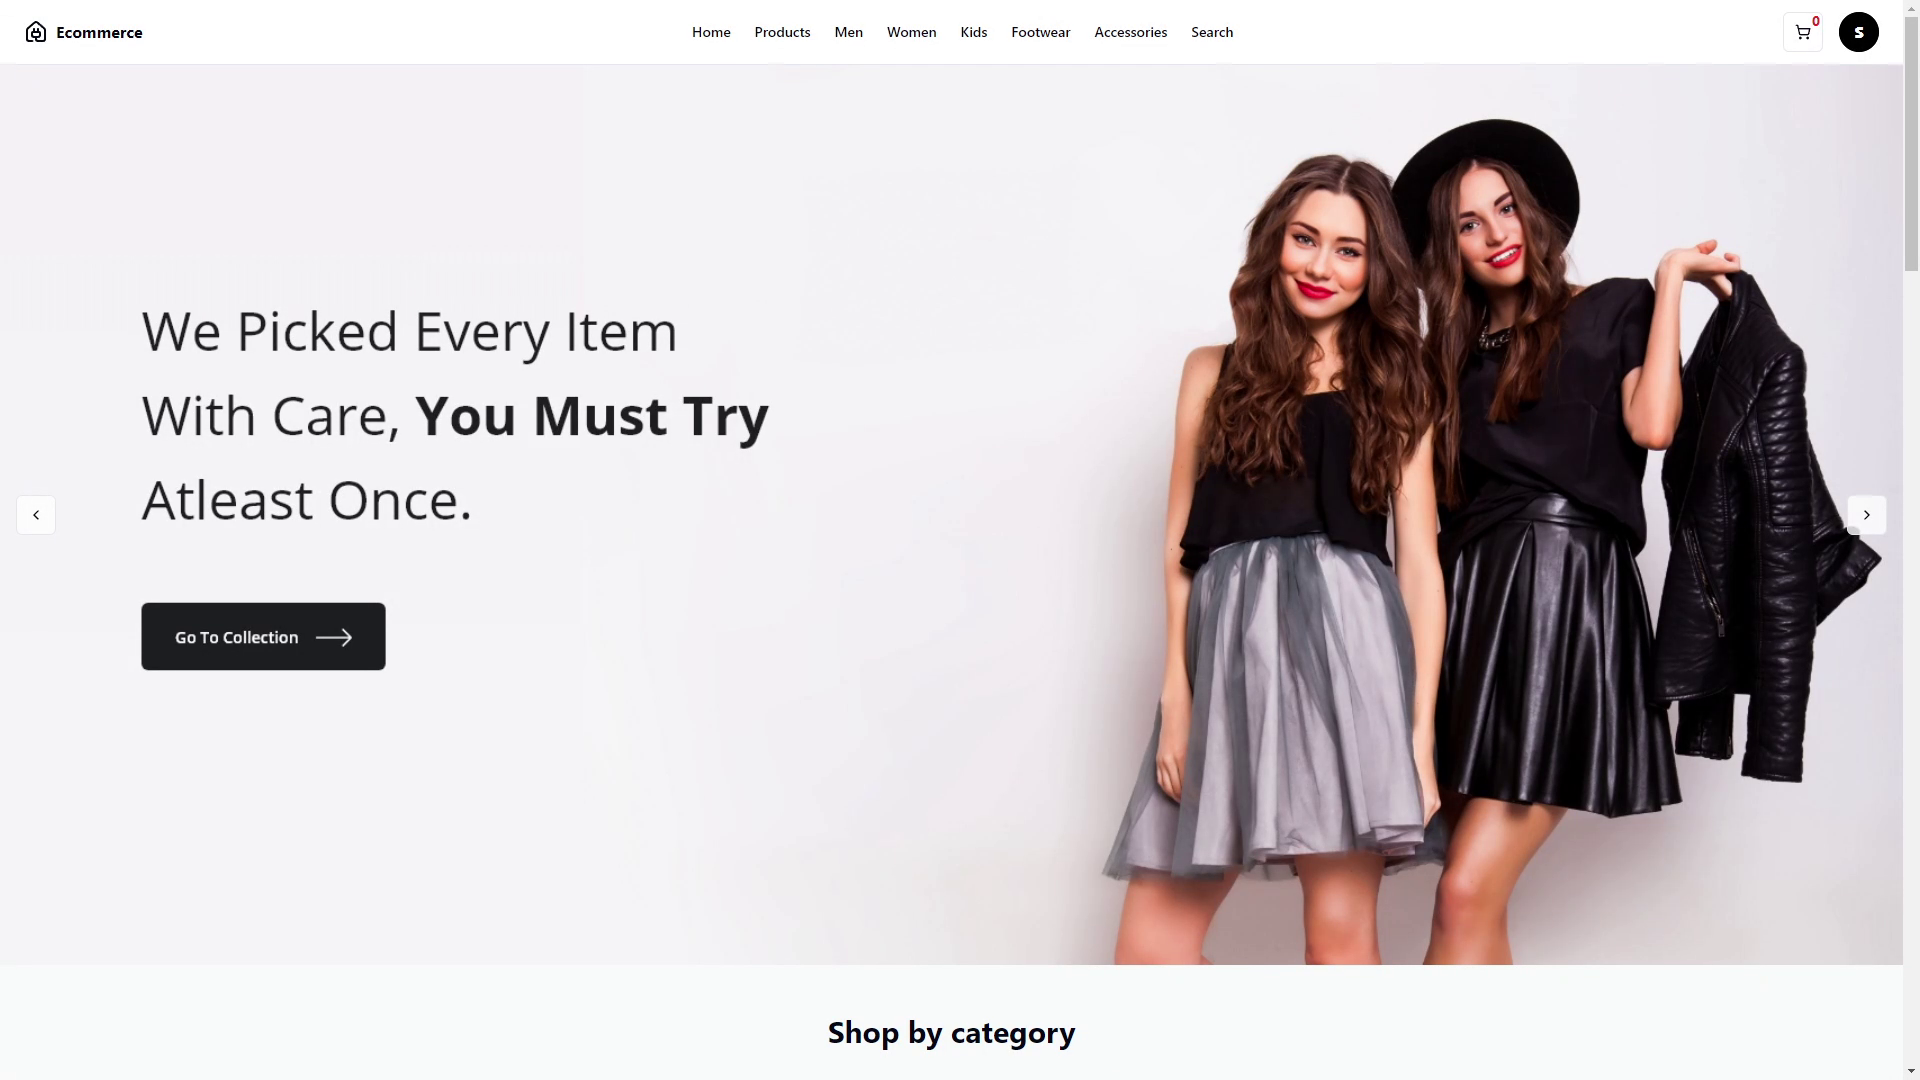 Ecommerce
Home Products Men Women Kids Footwear Accessories Search
0
S
We Picked Every Item
With Care, You Must Try
Atleast Once.
Go To Collection
Shop by category